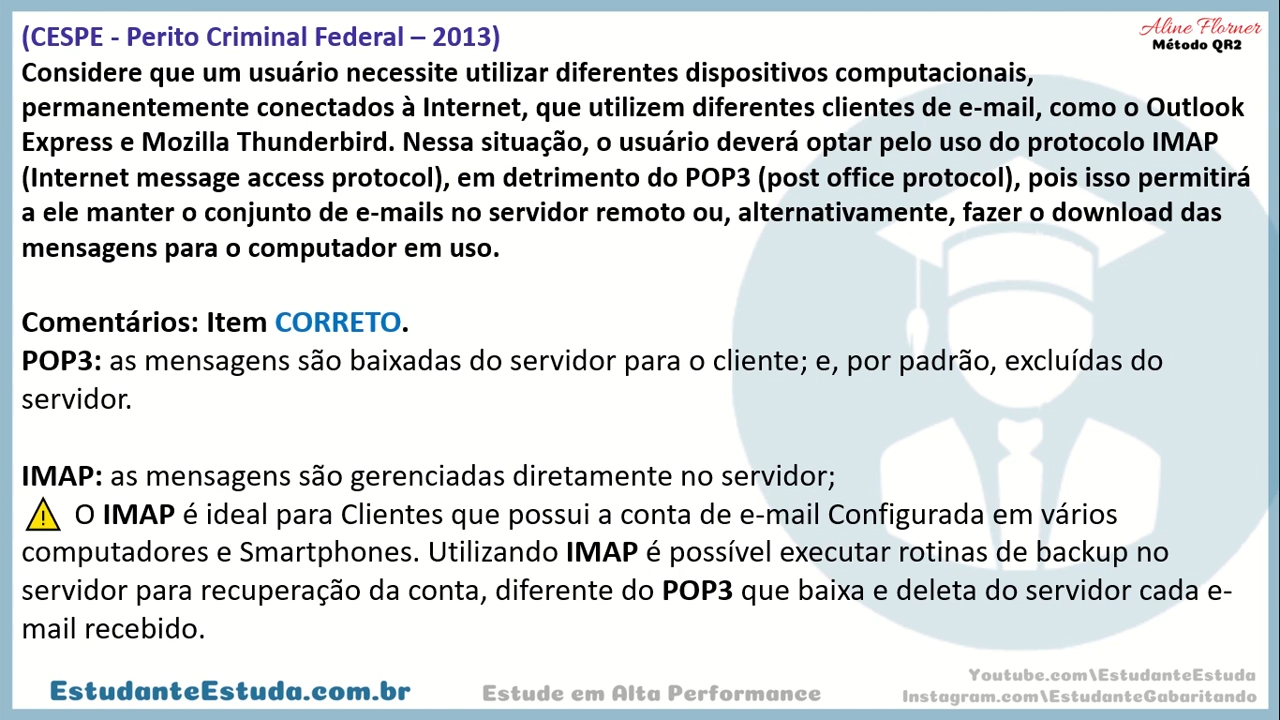 (CESPE - Perito Criminal Federal – 2013)
Aline Florner
Método QR2
Considere que um usuário necessite utilizar diferentes dispositivos computacionais,
permanentemente conectados à Internet, que utilizem diferentes clientes de e-mail, como o Outlook
Express e Mozilla Thunderbird. Nessa situação, o usuário deverá optar pelo uso do protocolo IMAP
(Internet message access protocol), em detrimento do POP3 (post office protocol), pois isso permitirá
a ele manter o conjunto de e-mails no servidor remoto ou, alternativamente, fazer o download das
mensagens para o computador em uso.
Comentários: Item CORRETO.
POP3: as mensagens são baixadas do servidor para o cliente; e, por padrão, excluídas do
servidor.
IMAP: as mensagens são gerenciadas diretamente no servidor;
⚠ O IMAP é ideal para Clientes que possui a conta de e-mail Configurada em vários
computadores e Smartphones. Utilizando IMAP é possível executar rotinas de backup no
servidor para recuperação da conta, diferente do POP3 que baixa e deleta do servidor cada e-
mail recebido.
EstudanteEstuda.com.br
Estude em Alta Performance
Youtube.com\EstudanteEstuda
Instagram.com\EstudanteGabaritando